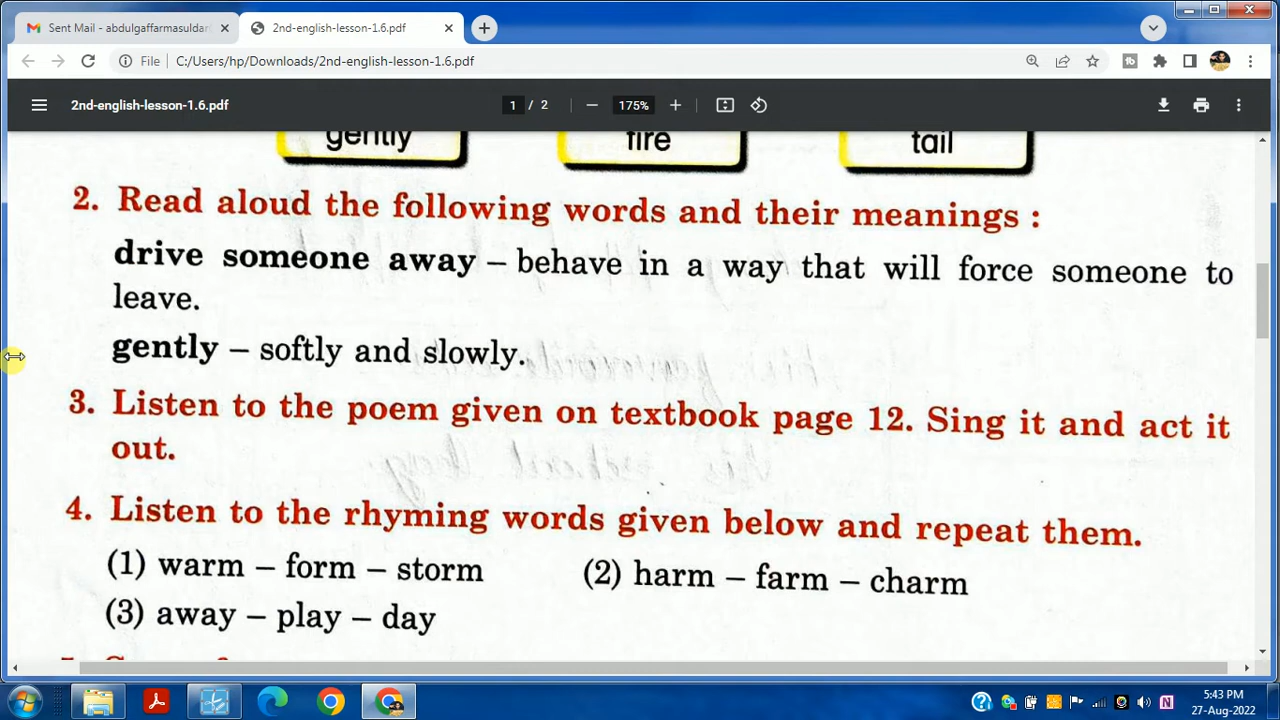 Sent Mail - abdulgaffarmasuldar
2nd-english-lesson-1.6.pdf
File C:/Users/hp/Downloads/2nd-english-lesson-1.6.pdf
2nd-english-lesson-1.6.pdf
1 / 2
175%
gently fire tail
2. Read aloud the following words and their meanings :
drive someone away – behave in a way that will force someone to
leave.
gently – softly and slowly.
3. Listen to the poem given on textbook page 12. Sing it and act it
out.
4. Listen to the rhyming words given below and repeat them.
(1) warm – form – storm (2) harm – farm – charm
(3) away – play – day
5:43 PM
27-Aug-2022